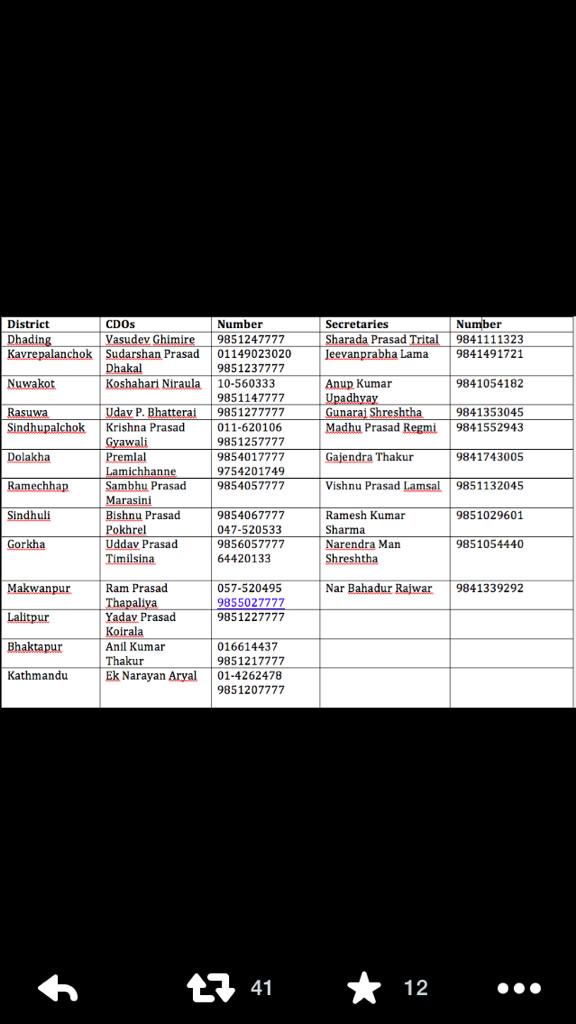 District CDOs Number Secretaries Number
Dhading Vasudev Ghimire 9851247777 Sharada Prasad Trital 9841111323
Kavrepalanchok Sudarshan Prasad 01149023020 Jeevanprabha Lama 9841491721
Dhakal 9851237777
Nuwakot Koshahari Niraula 10-560333 Anup Kumar 9841054182
9851147777 Upadhyay
Rasuwa Udav P. Bhatterai 9851277777 Gunaraj Shreshtha 9841353045
Sindhupalchok Krishna Prasad 011-620106 Madhu Prasad Regmi 9841552943
Gyawali 9851257777
Dolakha Premlal 9854017777 Gajendra Thakur 9841743005
Lamichhanne 9754201749
Ramechhap Sambhu Prasad 9854057777 Vishnu Prasad Lamsal 9851132045
Marasini
Sindhuli Bishnu Prasad 9854067777 Ramesh Kumar 9851029601
Pokhrel 047-520533 Sharma
Gorkha Uddav Prasad 9856057777 Narendra Man 9851054440
Timilsina 64420133 Shreshtha
Makwanpur Ram Prasad 057-520495 Nar Bahadur Rajwar 9841339292
Thapaliya 9855027777
Lalitpur Yadav Prasad 9851227777
Koirala
Bhaktapur Anil Kumar 016614437
Thakur 9851217777
Kathmandu Ek Narayan Aryal 01-4262478
9851207777
41 12